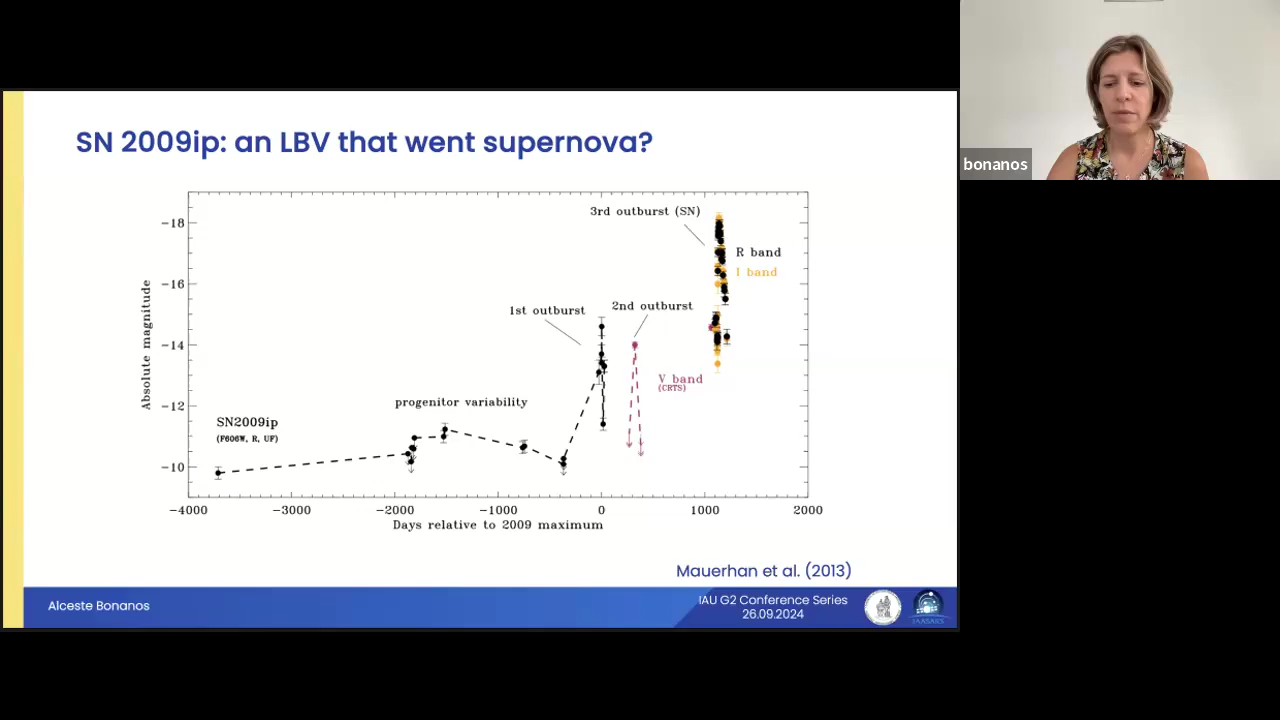 SN 2009ip: an LBV that went supernova?
3rd outburst (SN)
R band
I band
1st outburst
2nd outburst
V band
(CRTS)
progenitor variability
SN2009ip
(F606W, R, UF)
Absolute magnitude
−18
−16
−14
−12
−10
−4000 −3000 −2000 −1000 0 1000 2000
Days relative to 2009 maximum
Mauerhan et al. (2013)
Alceste Bonanos
IAU G2 Conference Series
26.09.2024
IAASARS
bonanos